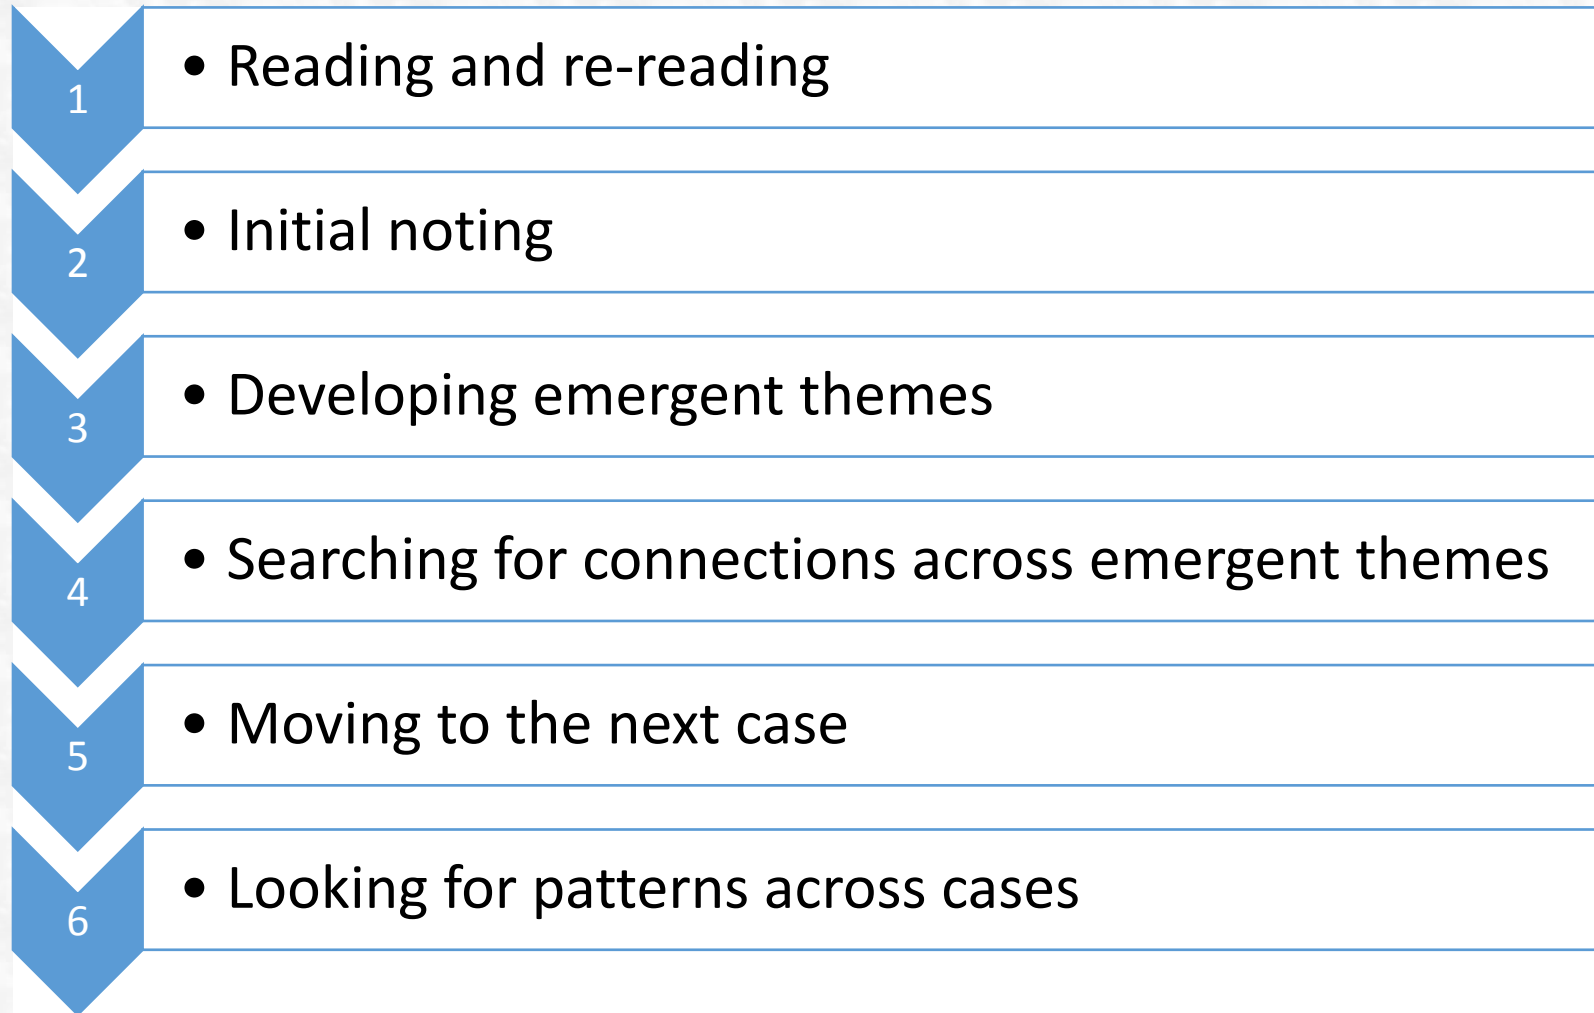 1
• Reading and re-reading
2
• Initial noting
3
• Developing emergent themes
4
• Searching for connections across emergent themes
5
• Moving to the next case
6
• Looking for patterns across cases